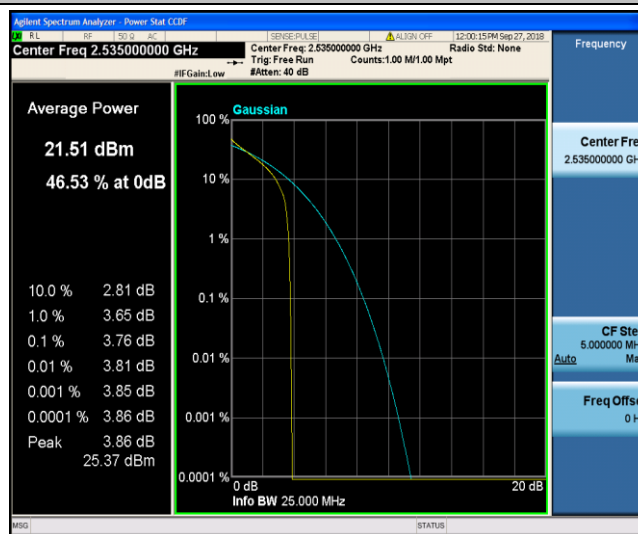 Agilent Spectrum Analyzer - Power Stat CCDF
RL RF 50 Ω AC SENSE:PULSE ALIGN OFF 12:00:15 PM Sep 27, 2018
Center Freq 2.535000000 GHz
Center Freq: 2.535000000 GHz Radio Std: None
Trig: Free Run Counts:1.00 M/1.00 Mpt
#IFGain:Low #Atten: 40 dB
Frequency
Average Power
21.51 dBm
46.53 % at 0dB
10.0 % 2.81 dB
1.0 % 3.65 dB
0.1 % 3.76 dB
0.01 % 3.81 dB
0.001 % 3.85 dB
0.0001 % 3.86 dB
Peak 3.86 dB
25.37 dBm
Gaussian
100 %
10 %
1 %
0.1 %
0.01 %
0.001 %
0.0001 %
0 dB 20 dB
Info BW 25.000 MHz
Center Fre
2.535000000 GH
CF Ste
5.000000 MH
Auto Ma
Freq Offse
0 H
MSG STATUS